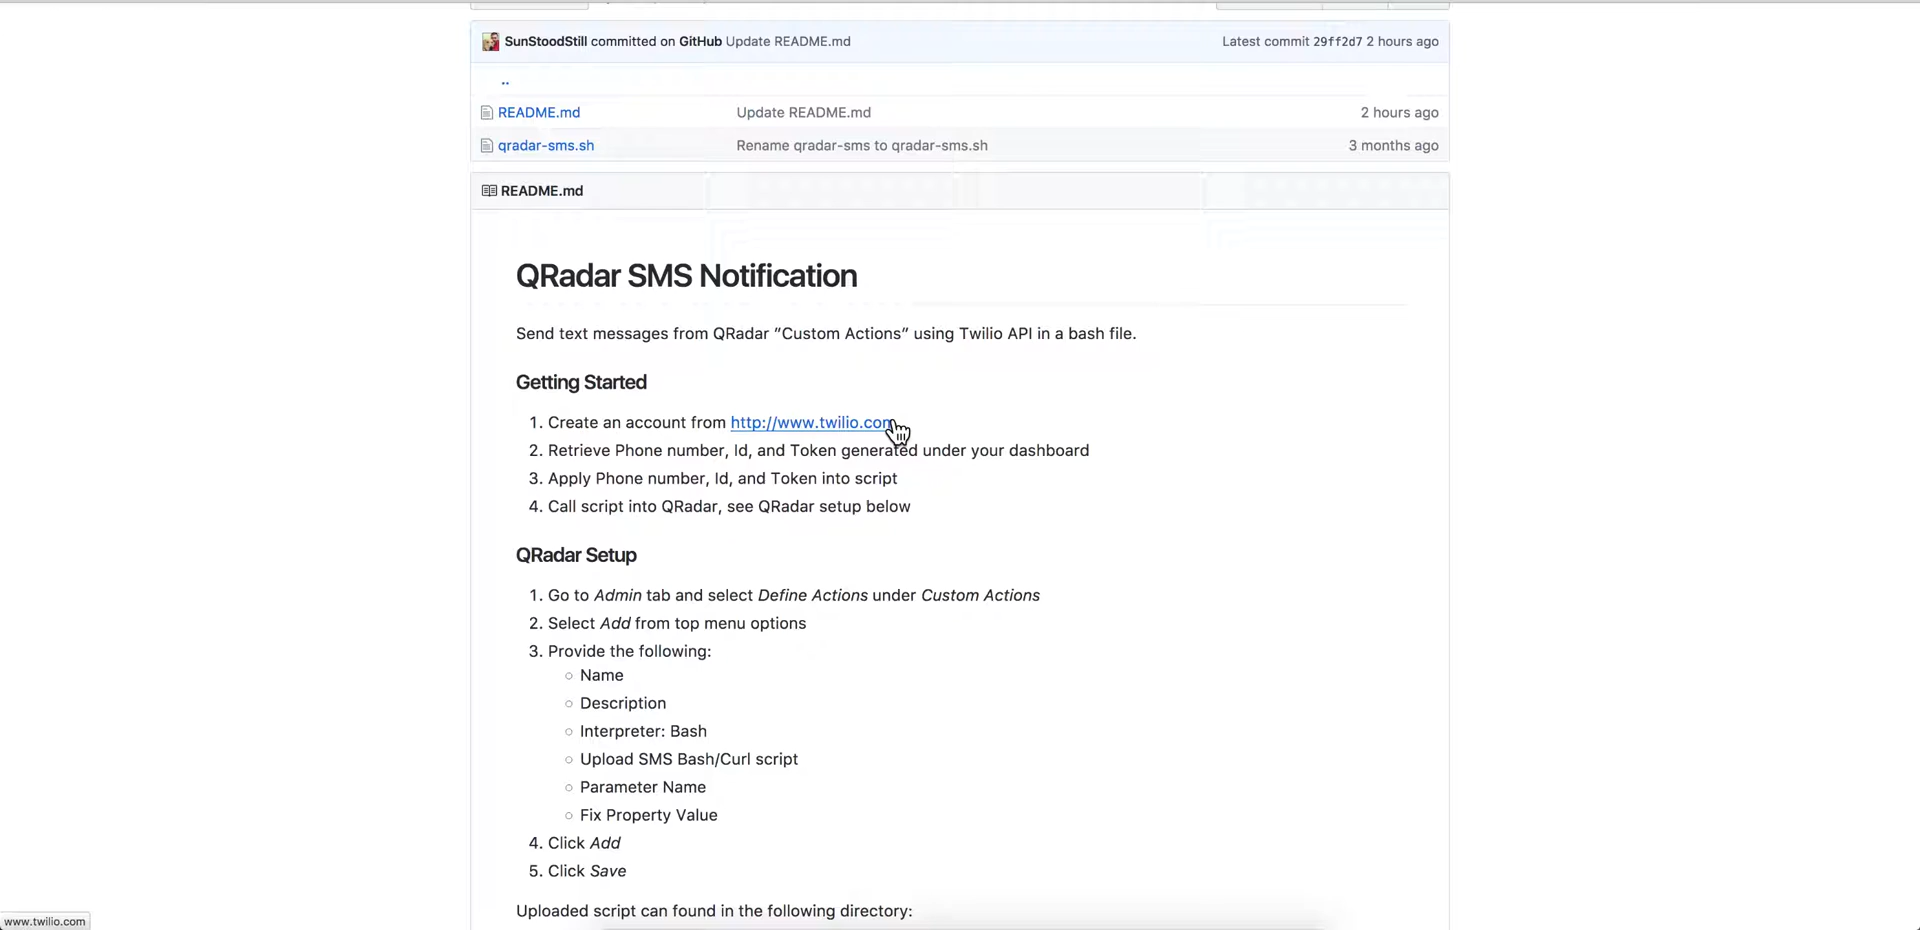 SunStoodStill committed on GitHub Update README.md
Latest commit 29ff2d7 2 hours ago
..
README.md Update README.md 2 hours ago
qradar-sms.sh Rename qradar-sms to qradar-sms.sh 3 months ago
README.md
QRadar SMS Notification
Send text messages from QRadar "Custom Actions" using Twilio API in a bash file.
Getting Started
1. Create an account from http://www.twilio.com
2. Retrieve Phone number, Id, and Token generated under your dashboard
3. Apply Phone number, Id, and Token into script
4. Call script into QRadar, see QRadar setup below
QRadar Setup
1. Go to Admin tab and select Define Actions under Custom Actions
2. Select Add from top menu options
3. Provide the following:
○ Name
○ Description
○ Interpreter: Bash
○ Upload SMS Bash/Curl script
○ Parameter Name
○ Fix Property Value
4. Click Add
5. Click Save
Uploaded script can found in the following directory:
www.twilio.com